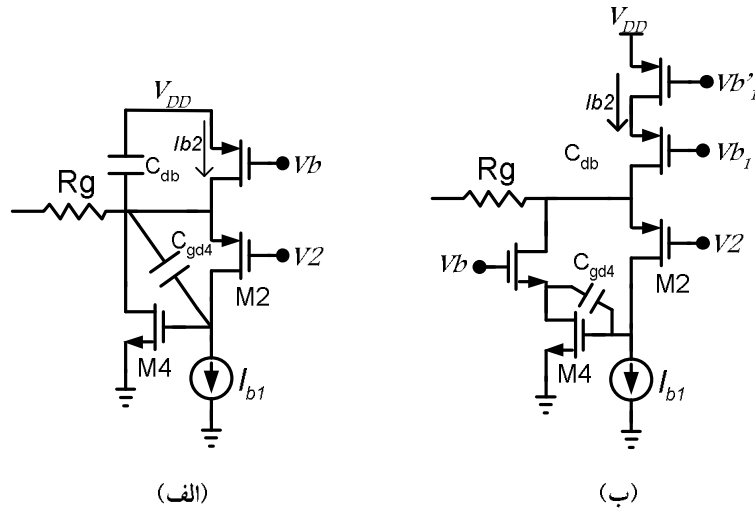 VDD
Ib2
Cdb
Vb
Rg
Cgd4
V2
M2
M4
Ib1
(الف)
VDD
Vb'1
Ib2
Cdb
Vb1
Rg
V2
Vb
Cgd4
M2
M4
Ib1
(ب)